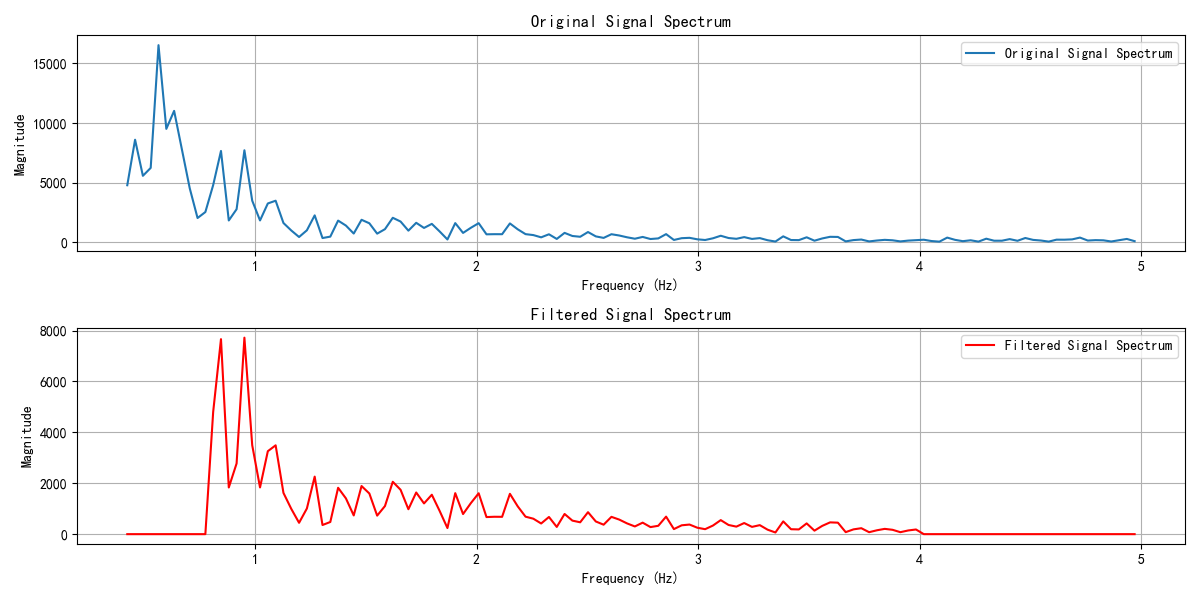 Original Signal Spectrum
Original Signal Spectrum
Magnitude
15000
10000
5000
0
1
2
3
4
5
Frequency (Hz)
Filtered Signal Spectrum
Filtered Signal Spectrum
Magnitude
8000
6000
4000
2000
0
1
2
3
4
5
Frequency (Hz)